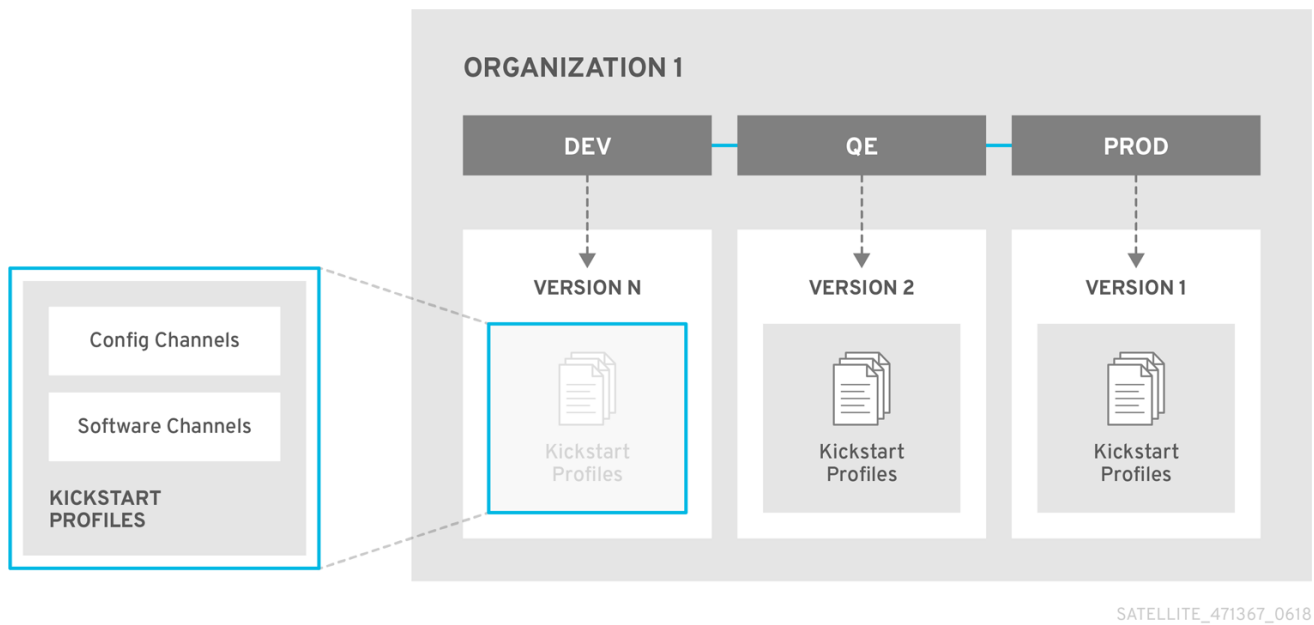 ORGANIZATION 1
DEV
QE
PROD
VERSION N
VERSION 2
VERSION 1
Config Channels
Software Channels
KICKSTART
PROFILES
Kickstart
Profiles
Kickstart
Profiles
Kickstart
Profiles
SATELLITE_471367_0618